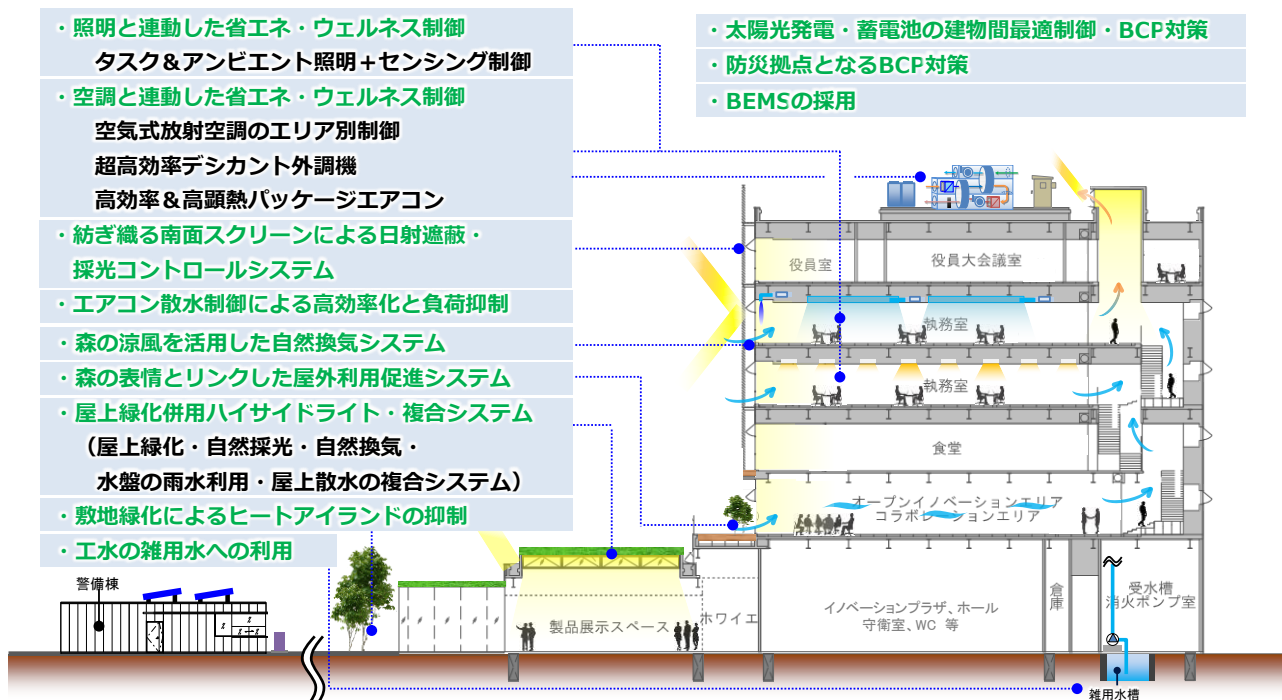 ・照明と連動した省エネ・ウェルネス制御
タスク＆アンビエント照明＋センシング制御
・空調と連動した省エネ・ウェルネス制御
空気式放射空調のエリア別制御
超高効率デシカント外調機
高効率＆高顕熱パッケージエアコン
・紡ぎ織る南面スクリーンによる日射遮蔽・
採光コントロールシステム
・エアコン散水制御による高効率化と負荷抑制
・森の涼風を活用した自然換気システム
・森の表情とリンクした屋外利用促進システム
・屋上緑化併用ハイサイドライト・複合システム
（屋上緑化・自然採光・自然換気・
水盤の雨水利用・屋上散水の複合システム）
・敷地緑化によるヒートアイランドの抑制
・工水の雑用水への利用
・太陽光発電・蓄電池の建物間最適制御・BCP対策
・防災拠点となるBCP対策
・BEMSの採用
役員室
役員大会議室
執務室
執務室
食堂
オープンイノベーションエリア
コラボレーションエリア
警備棟
製品展示スペース
ホワイエ
イノベーションプラザ、ホール
守衛室、WC 等
倉庫
受水槽
消火ポンプ室
雑用水槽